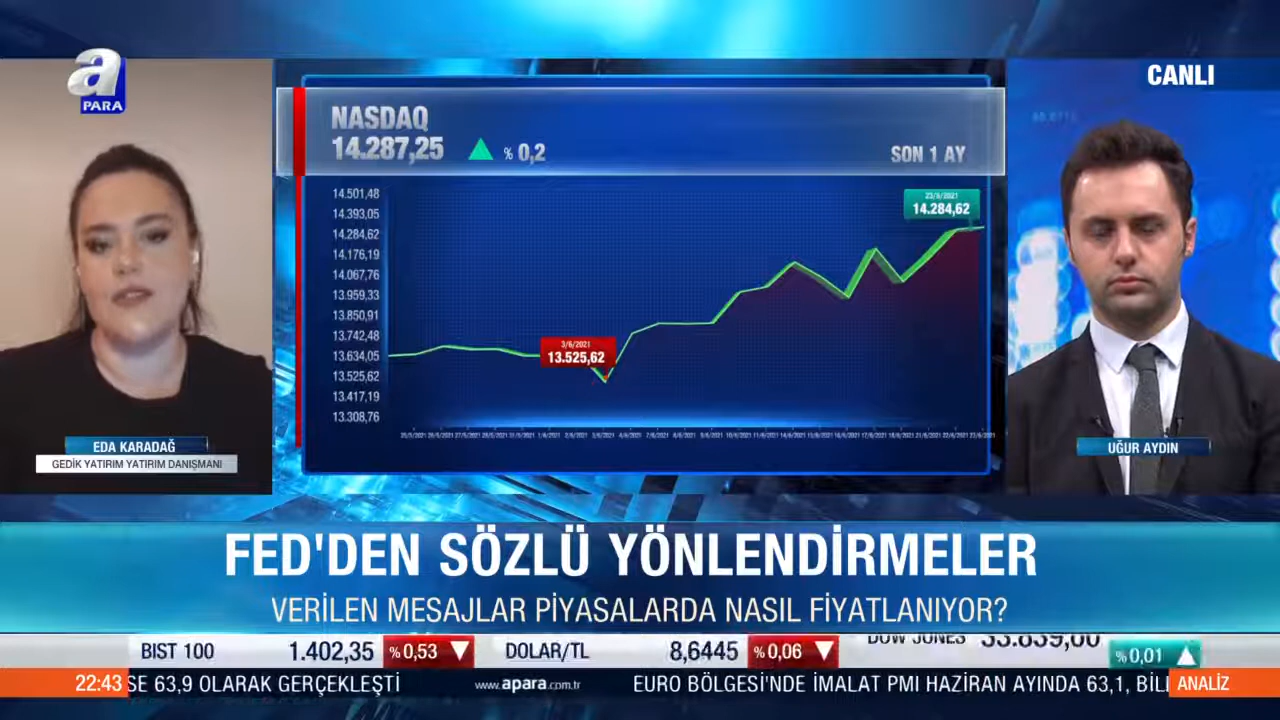 a
PARA
CANLI
NASDAQ
14.287,25 % 0,2
SON 1 AY
14.501,48
14.393,05
14.284,62
14.176,19
14.067,76
13.959,33
13.850,91
13.742,48
13.634,05
13.525,62
13.417,19
13.308,76
23/6/2021
14.284,62
3/6/2021
13.525,62
EDA KARADAĞ
GEDİK YATIRIM YATIRIM DANIŞMANI
UĞUR AYDIN
FED'DEN SÖZLÜ YÖNLENDİRMELER
VERİLEN MESAJLAR PİYASALARDA NASIL FİYATLANIYOR?
BIST 100 1.402,35 %0,53 DOLAR/TL 8,6445 %0,06 DOW JONES 33.839,00 %0,01
22:43 SE 63,9 OLARAK GERÇEKLEŞTİ www.apara.com.tr EURO BÖLGESİ'NDE İMALAT PMI HAZİRAN AYINDA 63,1, BİL ANALİZ